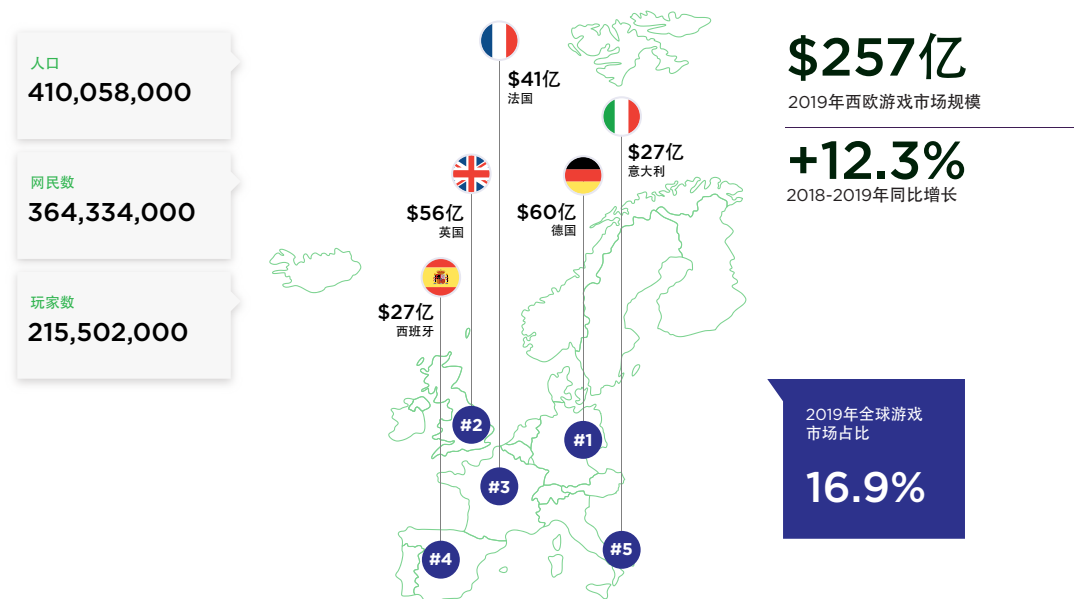 人口
410,058,000
网民数
364,334,000
玩家数
215,502,000
$41亿
法国
$27亿
意大利
$56亿
英国
$60亿
德国
$27亿
西班牙
#2
#1
#3
#4
#5
$257亿
2019年西欧游戏市场规模
+12.3%
2018-2019年同比增长
2019年全球游戏
市场占比
16.9%